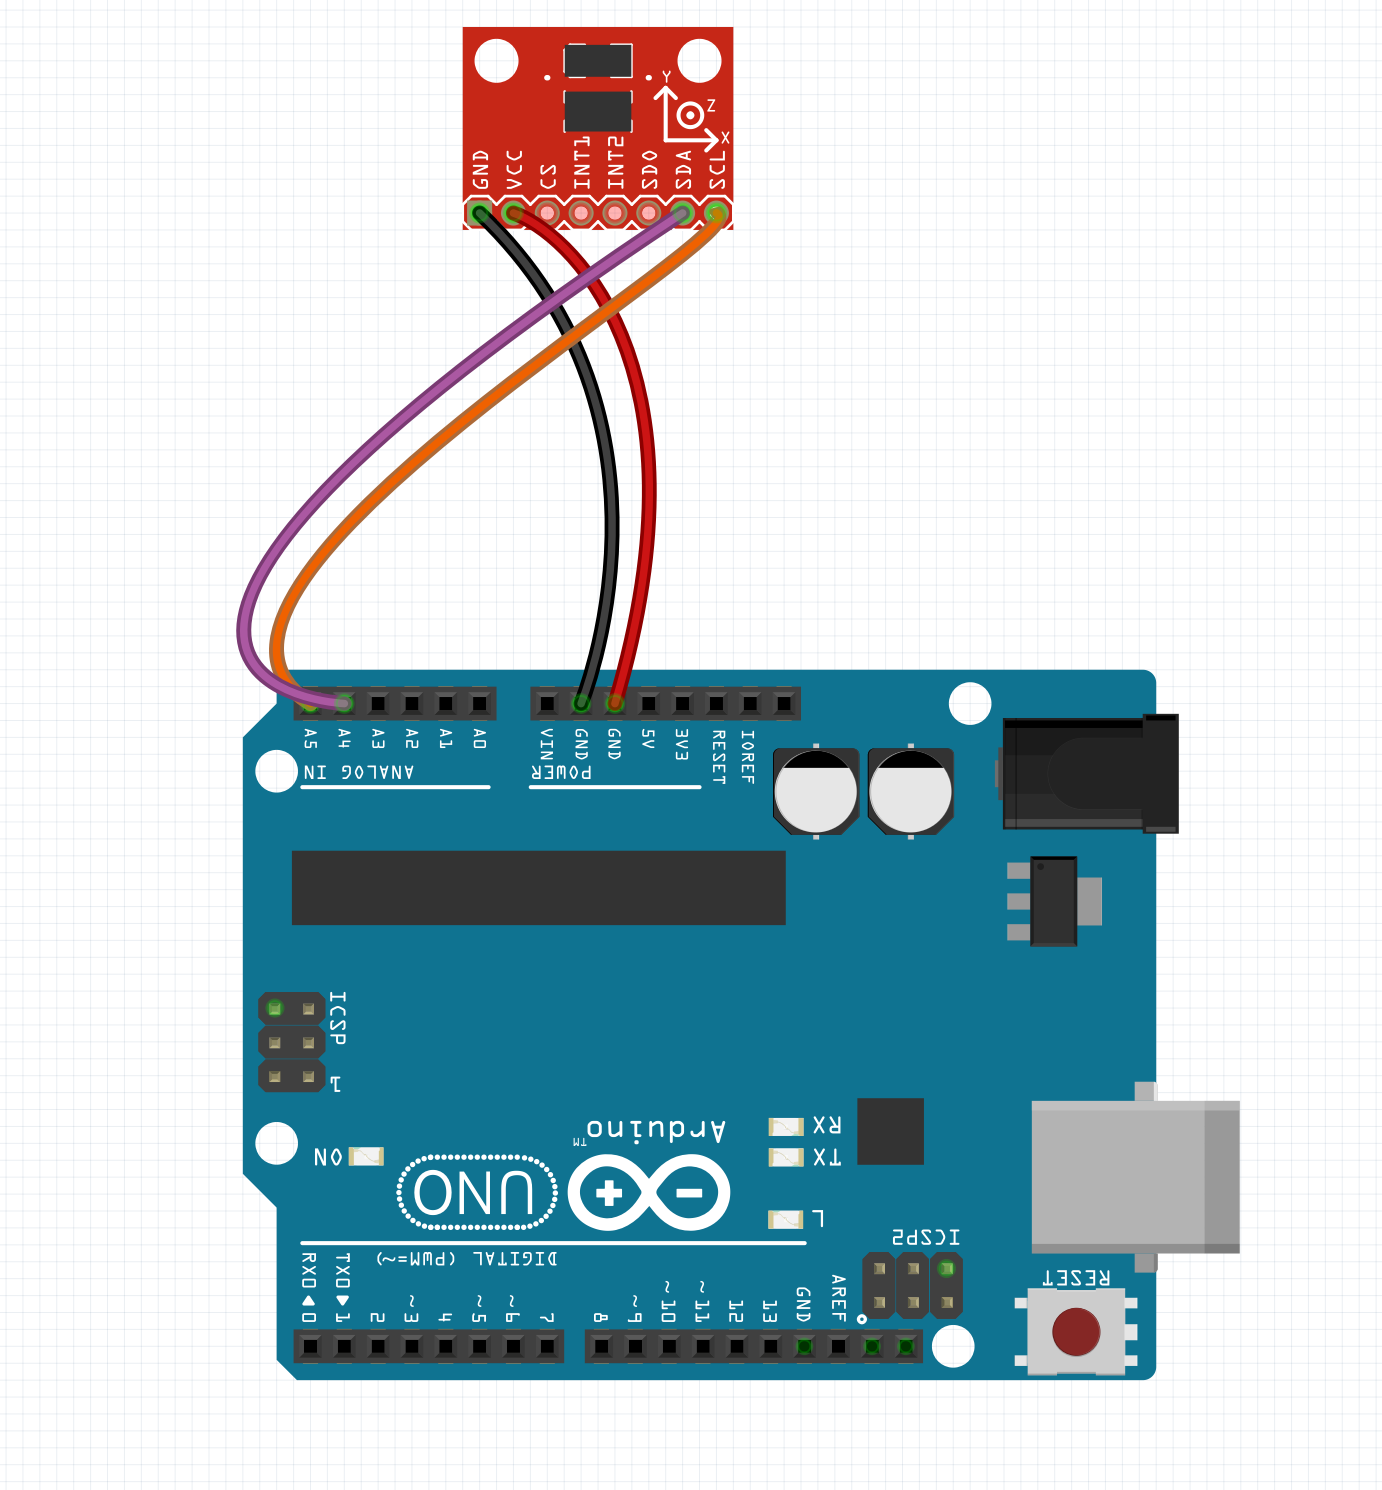 Y
Z
X
GND
VCC
CS
INT1
INT2
SDO
SDA
SCL
A5
A4
A3
A2
A1
A0
VIN
GND
GND
5V
3V3
RESET
IOREF
ANALOG IN
POWER
ICSP
1
Arduino
TM
RX
TX
ON
UNO
L
ICSP2
DIGITAL (PWM=~)
RESET
RX0
TX0
0
1
2
~3
4
~5
~6
7
8
~9
~10
~11
12
13
GND
AREF